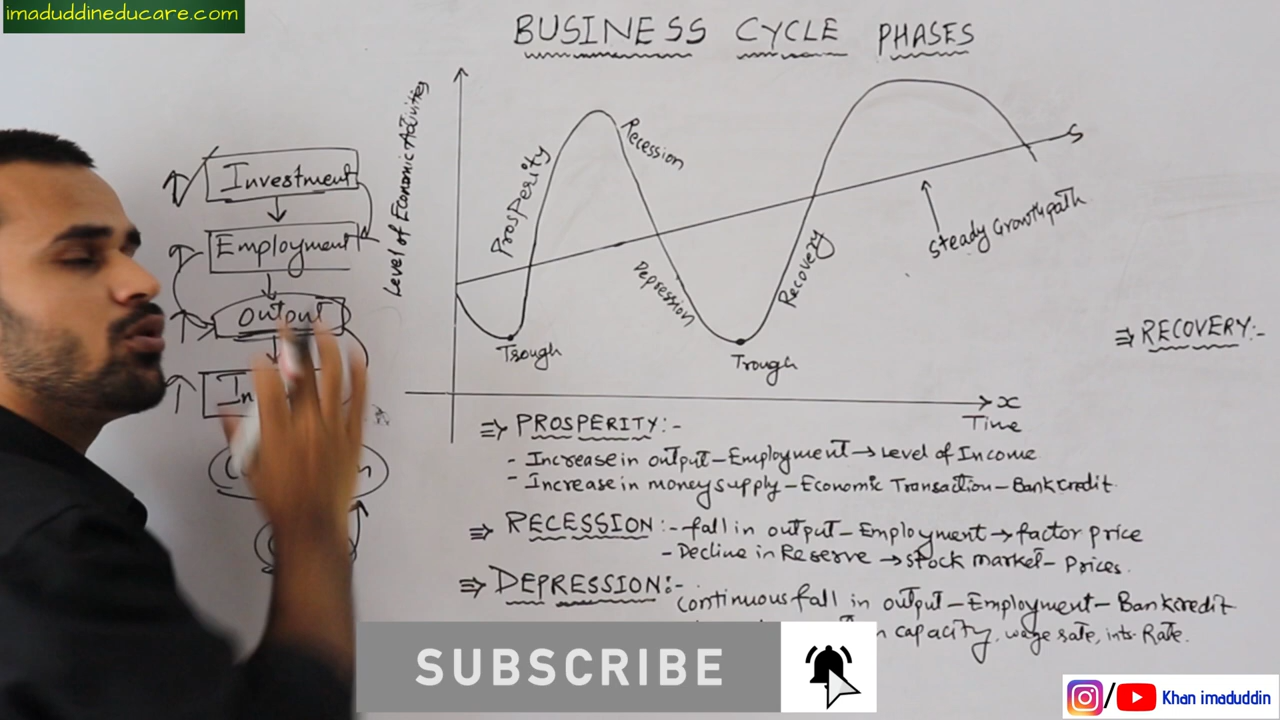 imaduddineducare.com
BUSINESS CYCLE PHASES
Investment
Employment
Output
In
Level of Economic Activities
Prosperity
Recession
Depression
Recovery
Trough
Trough
S
Steady Growth path
x
Time
⇛ PROSPERITY:-
- Increase in output-Employment→Level of Income
- Increase in money supply-Economic Transaction-Bank credit
⇛ RECESSION:-fall in output-Employment→factor price
-Decline in Reserve→stock market-Prices.
⇛ DEPRESSION:-
continuous fall in output-Employment-Bank credit
capacity, wage rate, int. Rate.
⇛ RECOVERY:-
SUBSCRIBE
Khan imaduddin